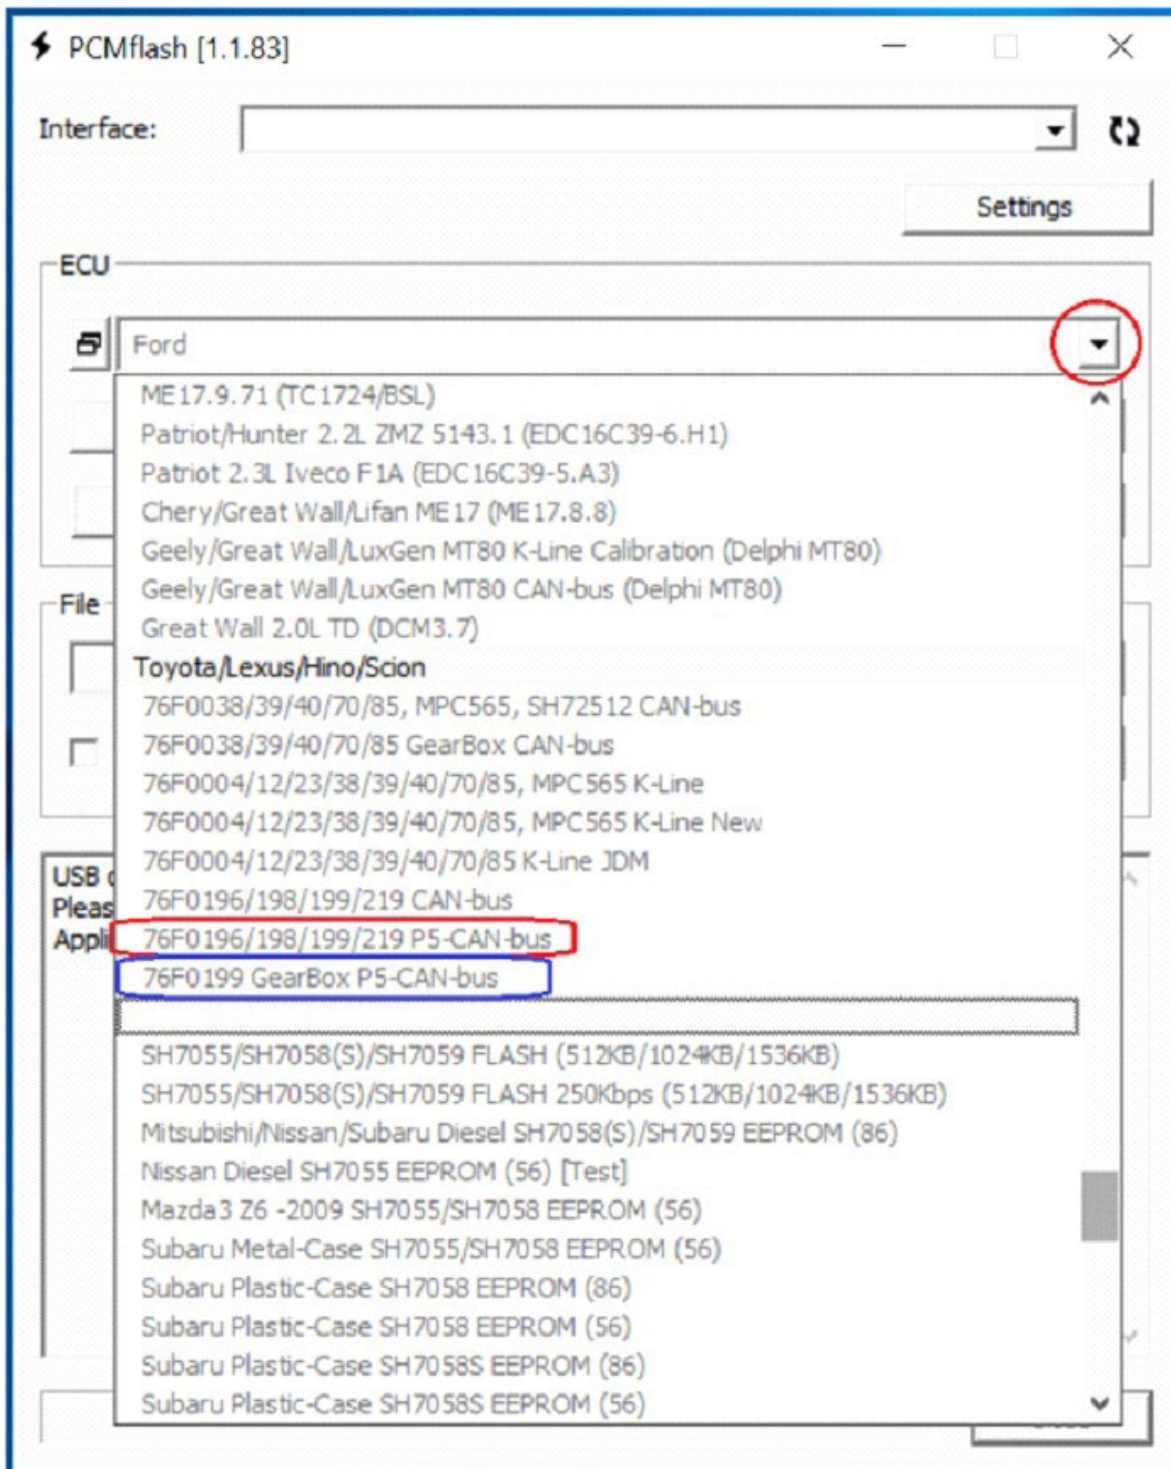 PCMflash [1.1.83]
Interface:
Settings
ECU
Ford
ME17.9.71 (TC1724/BSL)
Patriot/Hunter 2.2L ZMZ 5143.1 (EDC16C39-6.H1)
Patriot 2.3L Iveco F1A (EDC16C39-5.A3)
Chery/Great Wall/Lifan ME17 (ME17.8.8)
Geely/Great Wall/LuxGen MT80 K-Line Calibration (Delphi MT80)
Geely/Great Wall/LuxGen MT80 CAN-bus (Delphi MT80)
File
Great Wall 2.0L TD (DCM3.7)
Toyota/Lexus/Hino/Scion
76F0038/39/40/70/85, MPC565, SH72512 CAN-bus
76F0038/39/40/70/85 GearBox CAN-bus
76F0004/12/23/38/39/40/70/85, MPC565 K-Line
76F0004/12/23/38/39/40/70/85, MPC565 K-Line New
76F0004/12/23/38/39/40/70/85 K-Line JDM
USB
76F0196/198/199/219 CAN-bus
Pleas
76F0196/198/199/219 P5-CAN-bus
Appli
76F0199 GearBox P5-CAN-bus
SH7055/SH7058(S)/SH7059 FLASH (512KB/1024KB/1536KB)
SH7055/SH7058(S)/SH7059 FLASH 250Kbps (512KB/1024KB/1536KB)
Mitsubishi/Nissan/Subaru Diesel SH7058(S)/SH7059 EEPROM (86)
Nissan Diesel SH7055 EEPROM (56) [Test]
Mazda3 Z6 -2009 SH7055/SH7058 EEPROM (56)
Subaru Metal-Case SH7055/SH7058 EEPROM (56)
Subaru Plastic-Case SH7058 EEPROM (86)
Subaru Plastic-Case SH7058 EEPROM (56)
Subaru Plastic-Case SH7058S EEPROM (86)
Subaru Plastic-Case SH7058S EEPROM (56)